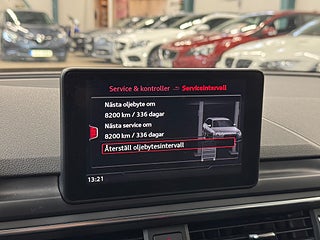 Service & kontroller → Serviceintervall
Nästa oljebyte om
8200 km / 336 dagar
Nästa service om
8200 km / 336 dagar
Återställ oljebytesintervall
13:21